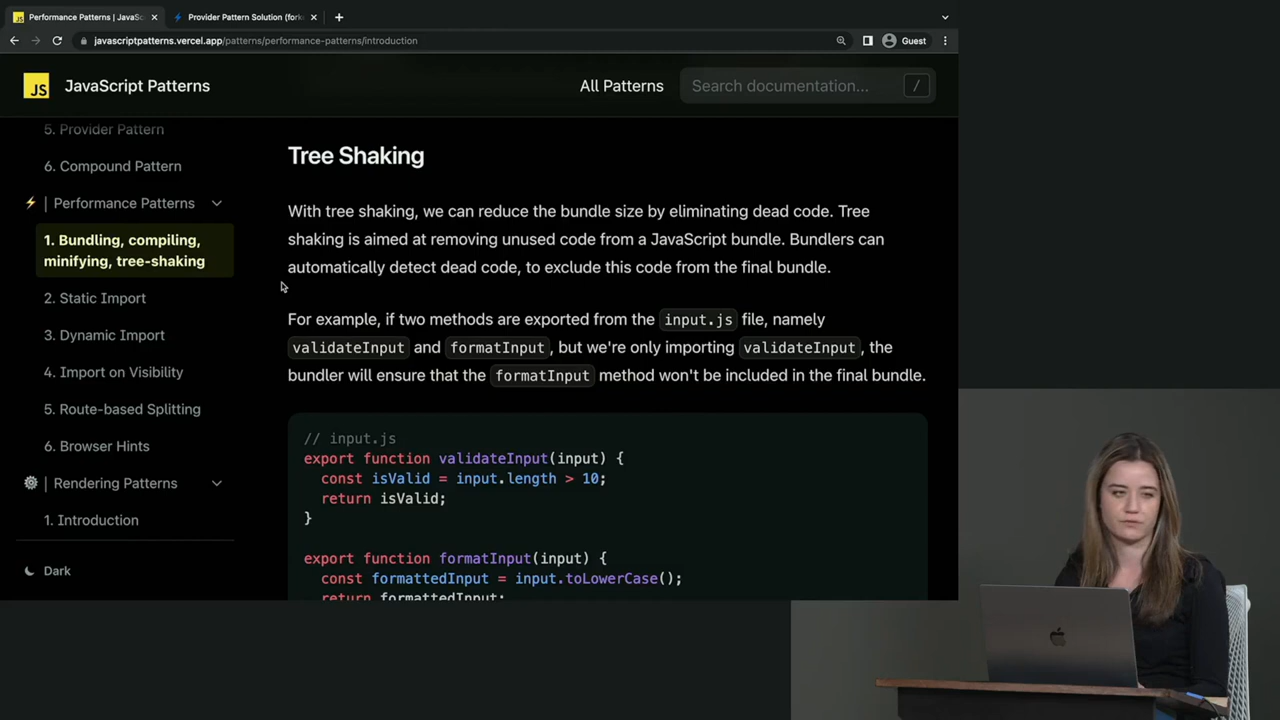 Performance Patterns | JavaSc
Provider Pattern Solution (fork
javascriptpatterns.vercel.app/patterns/performance-patterns/introduction
Guest
JS
JavaScript Patterns
All Patterns
Search documentation...
/
5. Provider Pattern
6. Compound Pattern
| Performance Patterns
1. Bundling, compiling,
minifying, tree-shaking
2. Static Import
3. Dynamic Import
4. Import on Visibility
5. Route-based Splitting
6. Browser Hints
| Rendering Patterns
1. Introduction
Dark
Tree Shaking
With tree shaking, we can reduce the bundle size by eliminating dead code. Tree
shaking is aimed at removing unused code from a JavaScript bundle. Bundlers can
automatically detect dead code, to exclude this code from the final bundle.
For example, if two methods are exported from the input.js file, namely
validateInput and formatInput, but we're only importing validateInput, the
bundler will ensure that the formatInput method won't be included in the final bundle.
// input.js
export function validateInput(input) {
const isValid = input.length > 10;
return isValid;
}
export function formatInput(input) {
const formattedInput = input.toLowerCase();
return formattedInput;